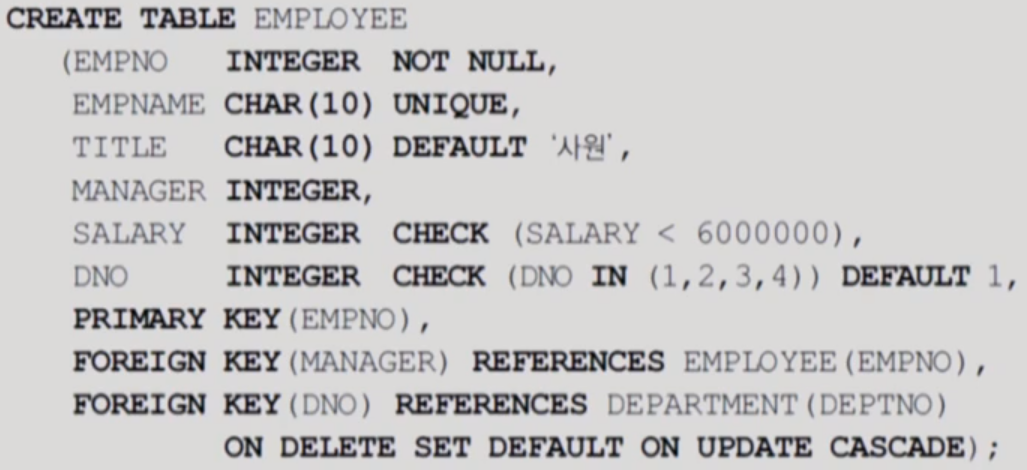 CREATE TABLE EMPLOYEE
(EMPNO INTEGER NOT NULL,
EMPNAME CHAR(10) UNIQUE,
TITLE CHAR(10) DEFAULT ‘사원’,
MANAGER INTEGER,
SALARY INTEGER CHECK (SALARY < 6000000),
DNO INTEGER CHECK (DNO IN (1,2,3,4)) DEFAULT 1,
PRIMARY KEY(EMPNO),
FOREIGN KEY(MANAGER) REFERENCES EMPLOYEE(EMPNO),
FOREIGN KEY(DNO) REFERENCES DEPARTMENT(DEPTNO)
ON DELETE SET DEFAULT ON UPDATE CASCADE);